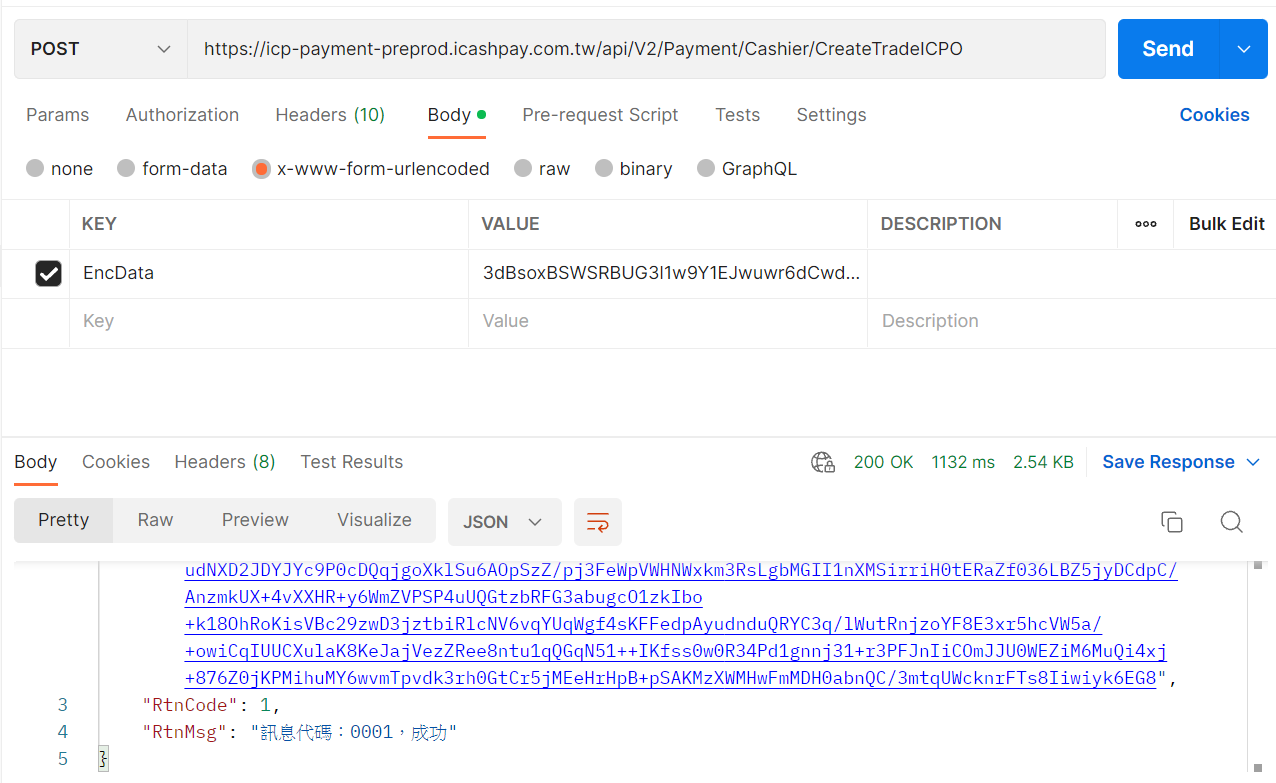 POST https://icp-payment-preprod.icashpay.com.tw/api/V2/Payment/Cashier/CreateTradeICPO Send
Params Authorization Headers (10) Body Pre-request Script Tests Settings Cookies
none form-data x-www-form-urlencoded raw binary GraphQL
KEY VALUE DESCRIPTION ooo Bulk Edit
EncData 3dBsoxBSWSRBUG3I1w9Y1EJwuwr6dCwd...
Key Value Description
Body Cookies Headers (8) Test Results 200 OK 1132 ms 2.54 KB Save Response
Pretty Raw Preview Visualize JSON
udNXD2JDYJYc9P0cDQqjgoXklSu6AOpSzZ/pj3FeWpVWHNWxkm3RsLgbMGII1nXMSirriH0tERaZf036LBZ5jyDCdpC/
AnzmkUX+4vXXHR+y6WmZVPSP4uUQGtzbRFG3abugcO1zkIbo
+k18OhRoKisVBc29zwD3jztbiRlcNV6vqYUqWgf4sKFFedpAyudnduQRYC3q/lWutRnjzoYF8E3xr5hcVW5a/
+owiCqIUUCXulaK8KeJajVezZRee8ntu1qQGqN51++IKfss0w0R34Pd1gnnj31+r3PFJnIiCOmJJU0WEZiM6MuQi4xxj
+876Z0jKPMihuMY6wvmTpvdk3rh0GtCr5jMEeHrHpB+pSAKMzXWMHwFmMDH0abnQC/3mtqUWcknrFTs8Iiwiyk6EG8",
3 "RtnCode": 1,
4 "RtnMsg": "訊息代碼：0001，成功"
5 }